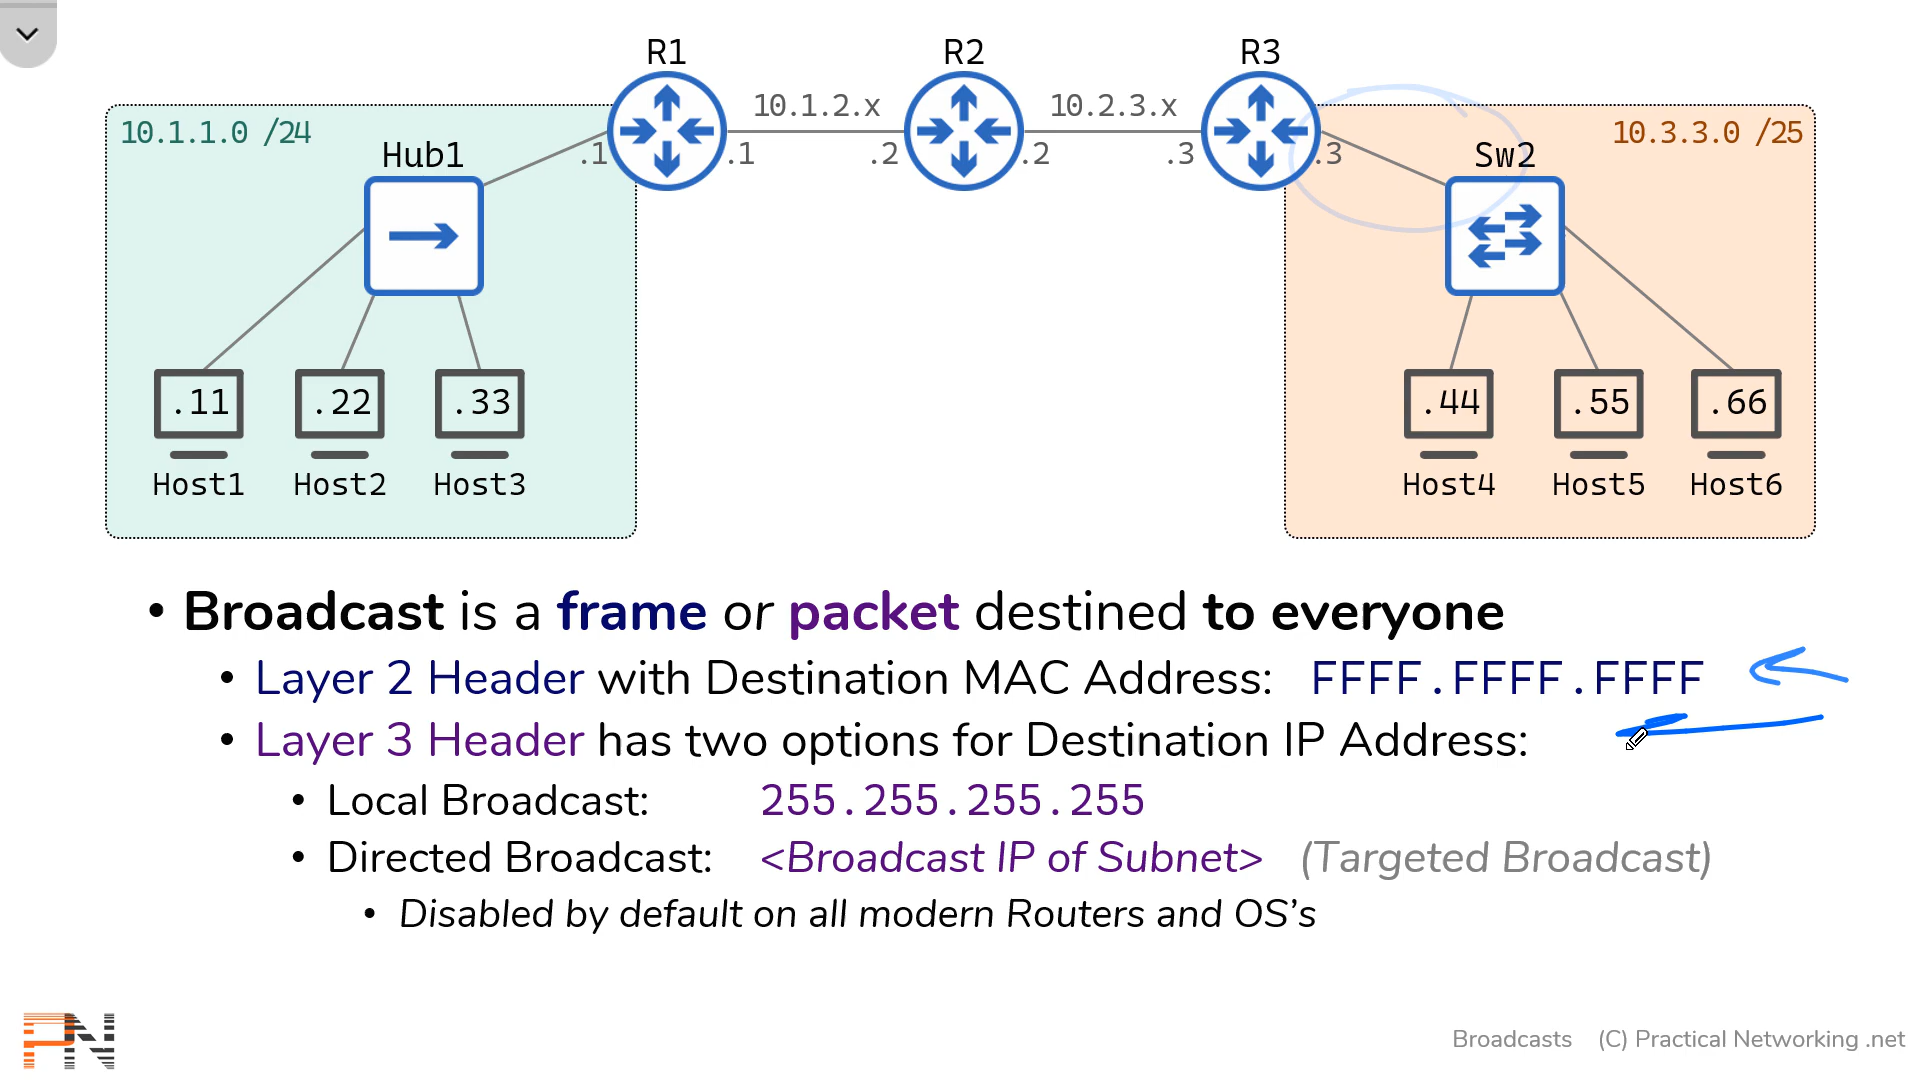 R1 R2 R3
10.1.1.0 /24 10.1.2.x 10.2.3.x 10.3.3.0 /25
Hub1 .1 .1 .2 .2 .3 .3 Sw2
.11 .22 .33 .44 .55 .66
Host1 Host2 Host3 Host4 Host5 Host6
• Broadcast is a frame or packet destined to everyone
• Layer 2 Header with Destination MAC Address: FFFF.FFFF.FFFF
• Layer 3 Header has two options for Destination IP Address:
• Local Broadcast: 255.255.255.255
• Directed Broadcast: <Broadcast IP of Subnet> (Targeted Broadcast)
• Disabled by default on all modern Routers and OS’s
PN
Broadcasts (C) Practical Networking .net